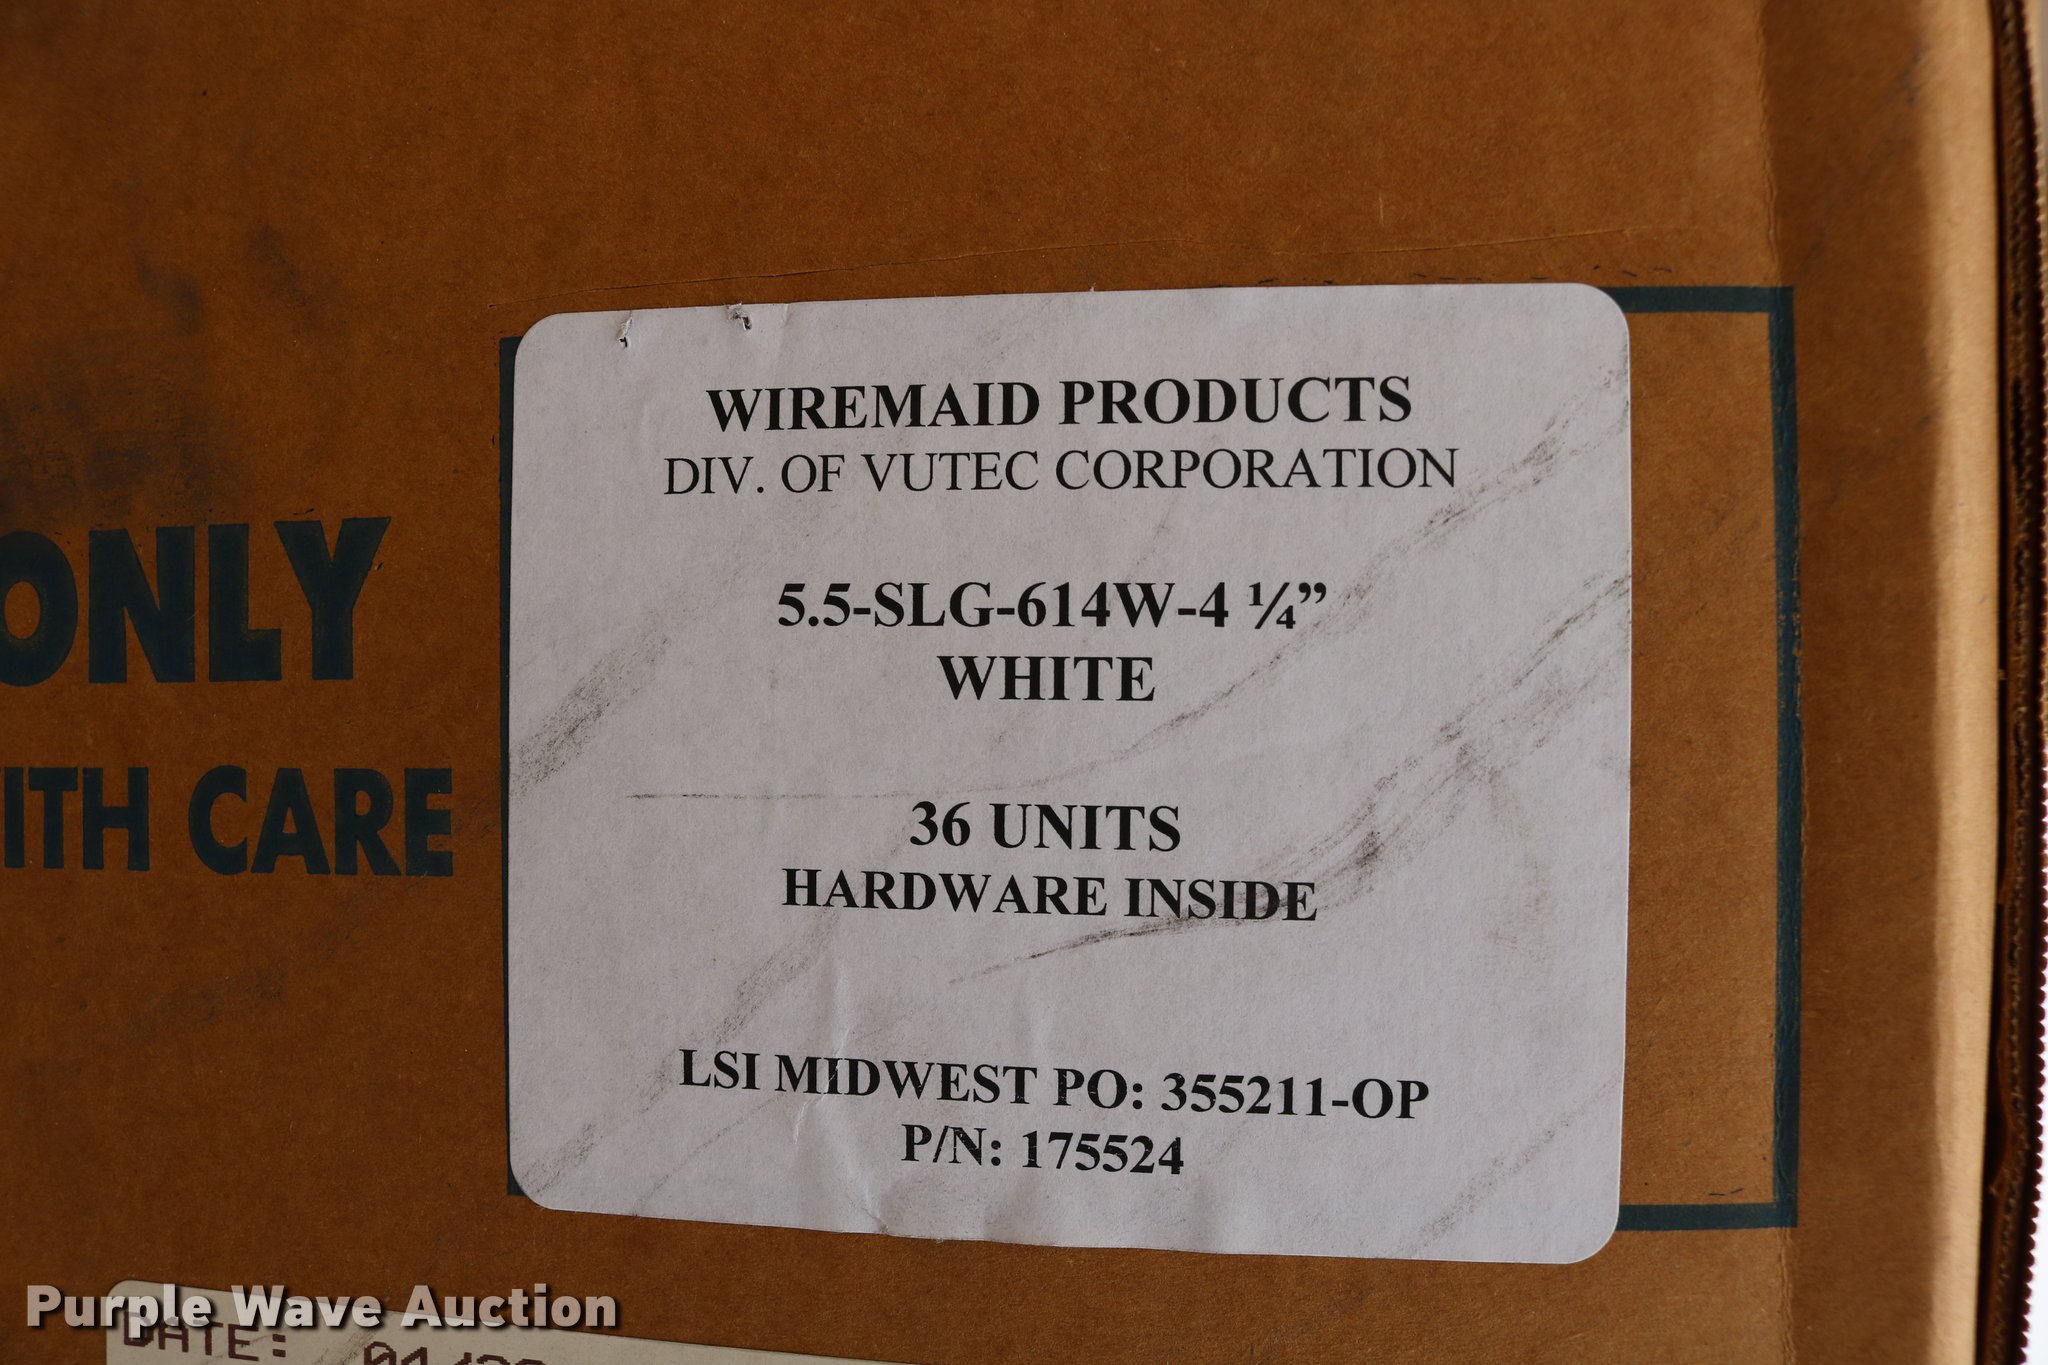 WIREMAID PRODUCTS
DIV. OF VUTEC CORPORATION
5.5-SLG-614W-4 ¼”
WHITE
36 UNITS
HARDWARE INSIDE
LSI MIDWEST PO: 355211-OP
P/N: 175524
ONLY
ITH CARE
Purple Wave Auction
DATE: